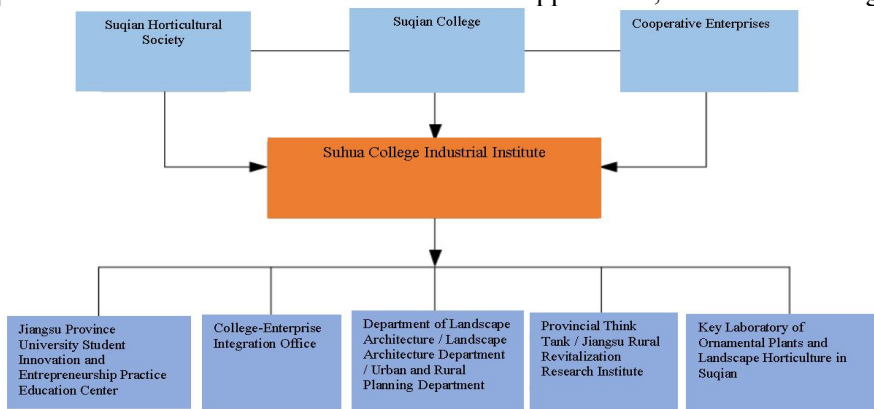 Suqian Horticultural
Society
Suqian College
Cooperative Enterprises
Suhua College Industrial Institute
Jiangsu Province
University Student
Innovation and
Entrepreneurship Practice
Education Center
College-Enterprise
Integration Office
Department of Landscape
Architecture / Landscape
Architecture Department
/ Urban and Rural
Planning Department
Provincial Think
Tank / Jiangsu Rural
Revitalization
Research Institute
Key Laboratory of
Ornamental Plants and
Landscape Horticulture in
Suqian